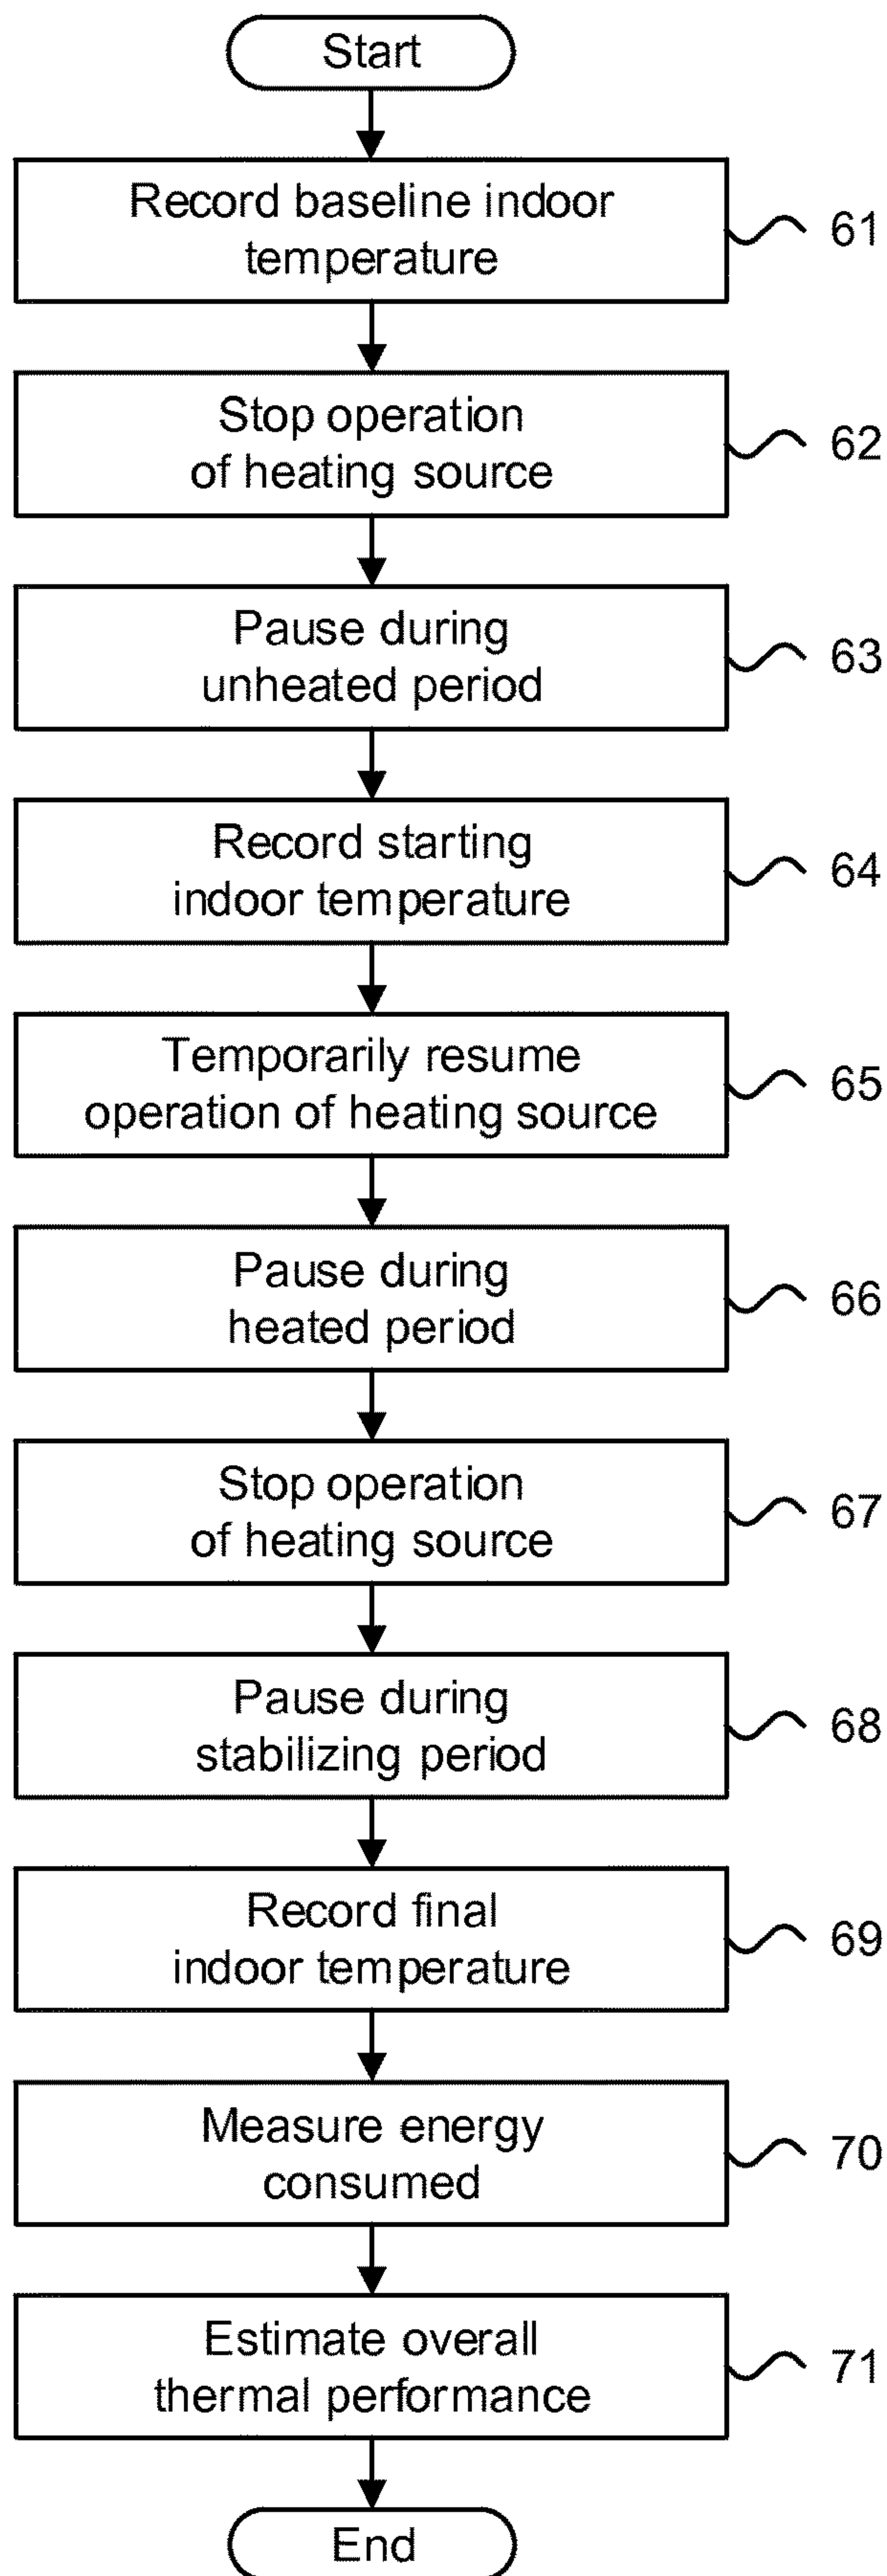 Start
Record baseline indoor
temperature
61
Stop operation
of heating source
62
Pause during
unheated period
63
Record starting
indoor temperature
64
Temporarily resume
operation of heating source
65
Pause during
heated period
66
Stop operation
of heating source
67
Pause during
stabilizing period
68
Record final
indoor temperature
69
Measure energy
consumed
70
Estimate overall
thermal performance
71
End